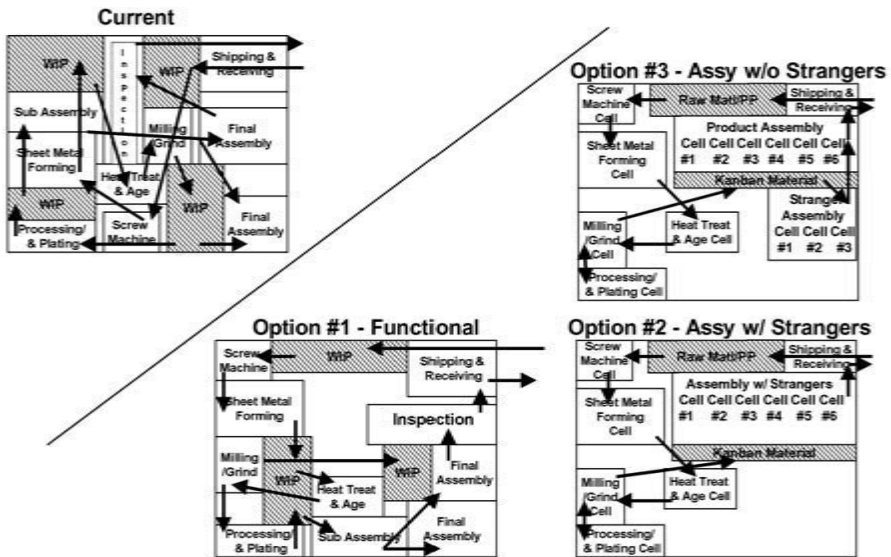 Current
WIP
Inspection
WIP
Shipping &
Receiving
Sub Assembly
Milling
/Grind
Final
Assembly
Sheet Metal
Forming
Heat Treat
& Age
WIP
WIP
Processing/
& Plating
Screw
Machine
Final
Assembly
Option #3 - Assy w/o Strangers
Screw
Machine
Cell
Raw Matl/PP
Shipping &
Receiving
Product Assembly
Cell Cell Cell Cell Cell Cell
#1 #2 #3 #4 #5 #6
Sheet Metal
Forming
Cell
Kanban Material
Stranger
Assembly
Cell Cell Cell
#1 #2 #3
Milling
/Grind
Cell
Heat Treat
& Age Cell
Processing/
& Plating Cell
Option #1 - Functional
Screw
Machine
WIP
Shipping &
Receiving
Sheet Metal
Forming
Inspection
Milling
/Grind
WIP
WIP
Final
Assembly
Heat Treat
& Age
Processing/
& Plating
Sub Assembly
Final
Assembly
Option #2 - Assy w/ Strangers
Screw
Machine
Cell
Raw Matl/PP
Shipping &
Receiving
Assembly w/ Strangers
Cell Cell Cell Cell Cell Cell
#1 #2 #3 #4 #5 #6
Sheet Metal
Forming
Cell
Kanban Material
Milling
/Grind
Cell
Heat Treat
& Age Cell
Processing/
& Plating Cell